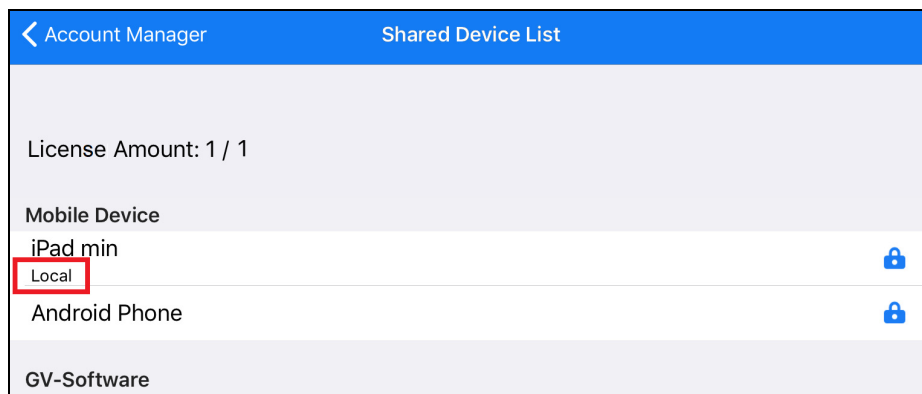 Account Manager Shared Device List
License Amount: 1 / 1
Mobile Device
iPad min
Local
Android Phone
GV-Software